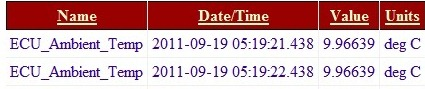 Name Date/Time Value Units
ECU_Ambient_Temp 2011-09-19 05:19:21.438 9.96639 deg C
ECU_Ambient_Temp 2011-09-19 05:19:22.438 9.96639 deg C